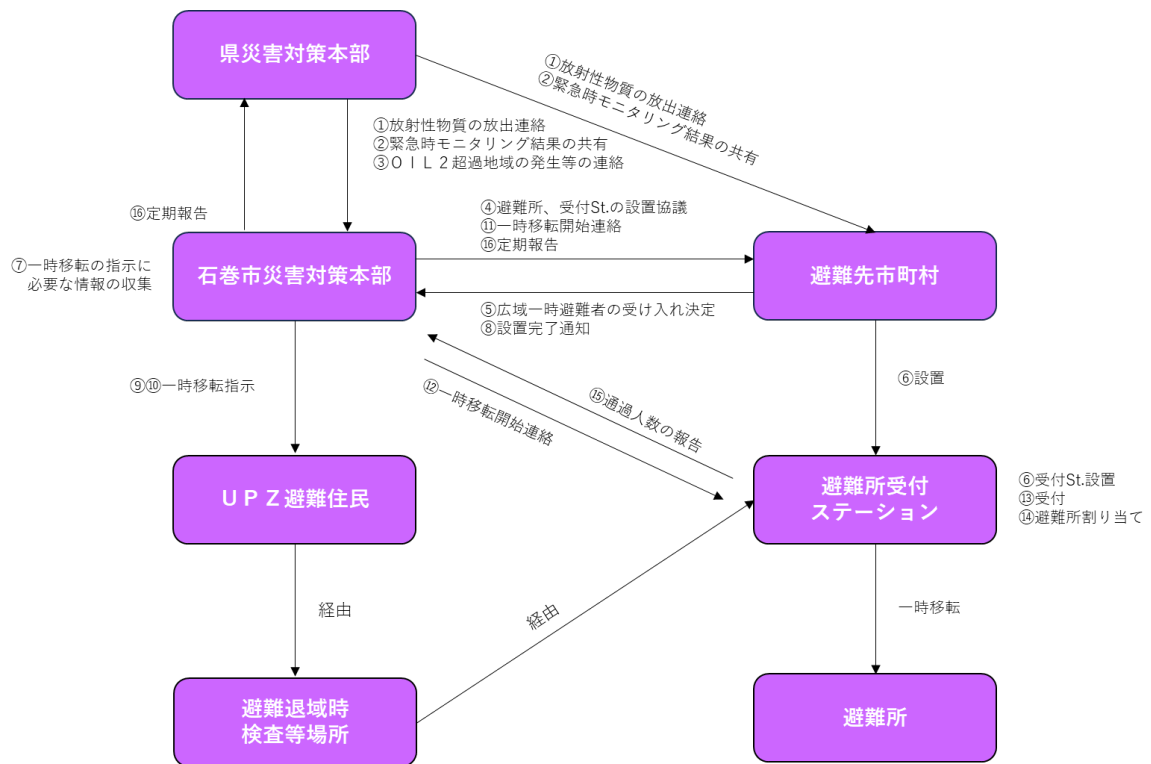 県災害対策本部
①放射性物質の放出連絡
②緊急時モニタリング結果の共有
①放射性物質の放出連絡
②緊急時モニタリング結果の共有
③ＯＩＬ２超過地域の発生等の連絡
⑯定期報告
④避難所、受付St.の設置協議
⑪一時移転開始連絡
⑯定期報告
⑦一時移転の指示に
必要な情報の収集
石巻市災害対策本部
避難先市町村
⑤広域一時避難者の受け入れ決定
⑧設置完了通知
⑨⑩一時移転指示
⑫一時移転開始連絡
⑮通過人数の報告
⑥設置
ＵＰＺ避難住民
避難所受付
ステーション
⑥受付St.設置
⑬受付
⑭避難所割り当て
経由
経由
一時移転
避難退域時
検査等場所
避難所